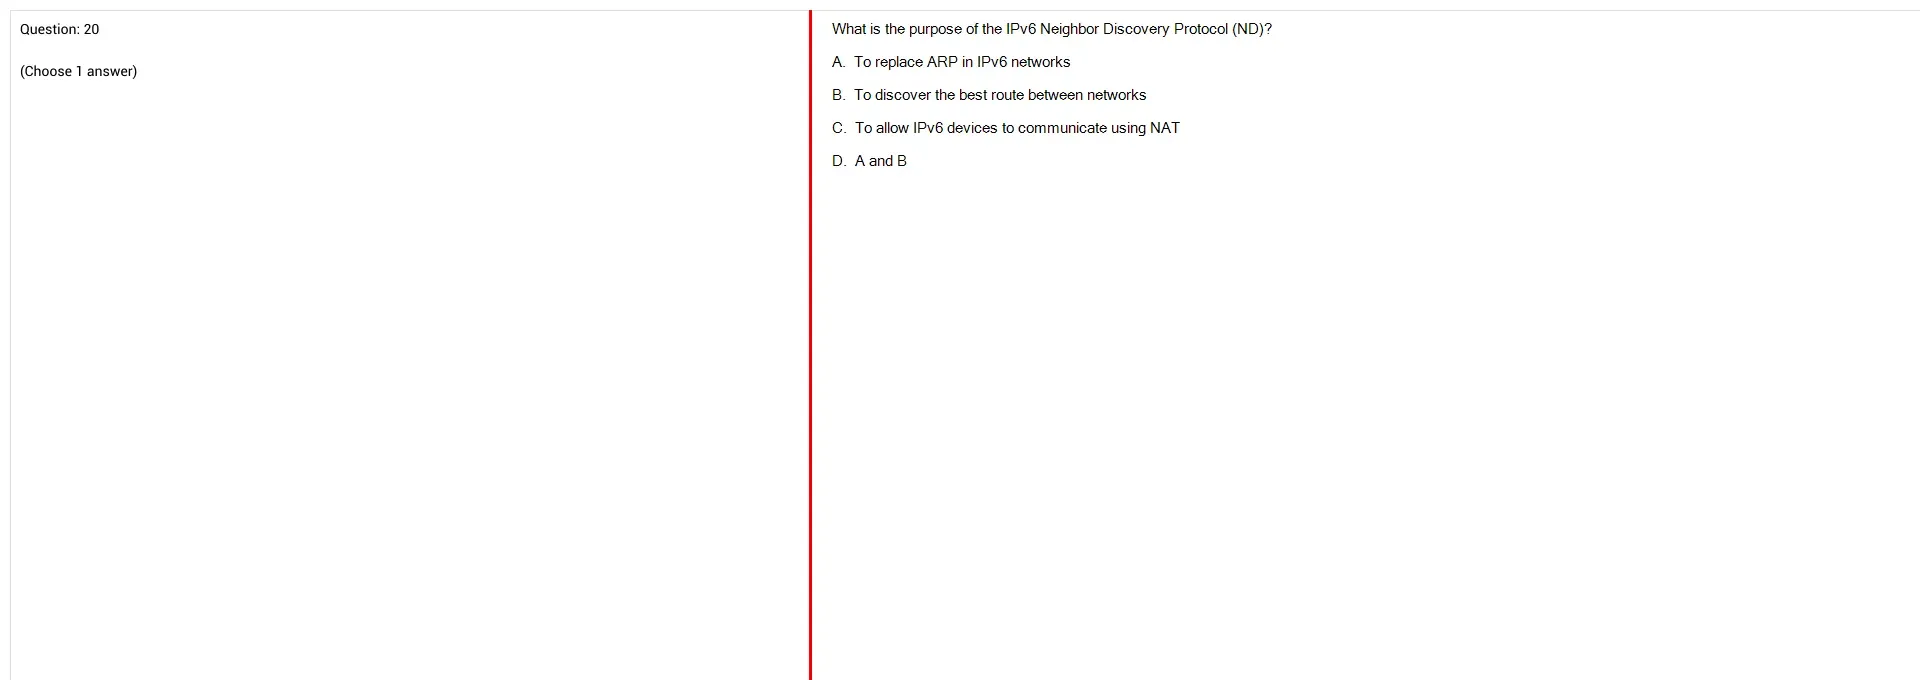 Question: 20
(Choose 1 answer)
What is the purpose of the IPv6 Neighbor Discovery Protocol (ND)?
A. To replace ARP in IPv6 networks
B. To discover the best route between networks
C. To allow IPv6 devices to communicate using NAT
D. A and B